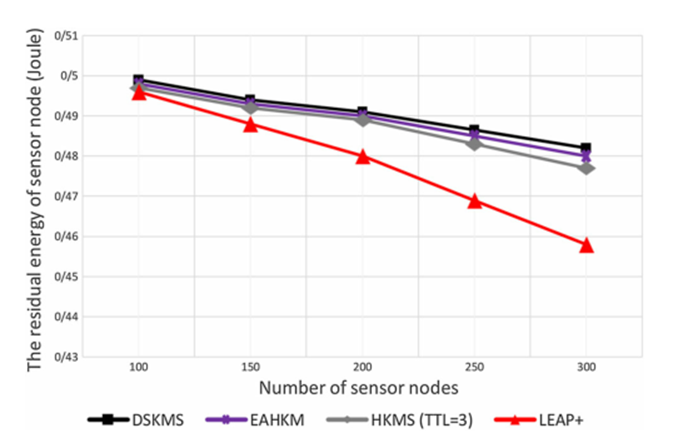 The residual energy of sensor node (Joule)
0/51
0/5
0/49
0/48
0/47
0/46
0/45
0/44
0/43
100 150 200 250 300
Number of sensor nodes
DSKMS EAHKM HKMS (TTL=3) LEAP+